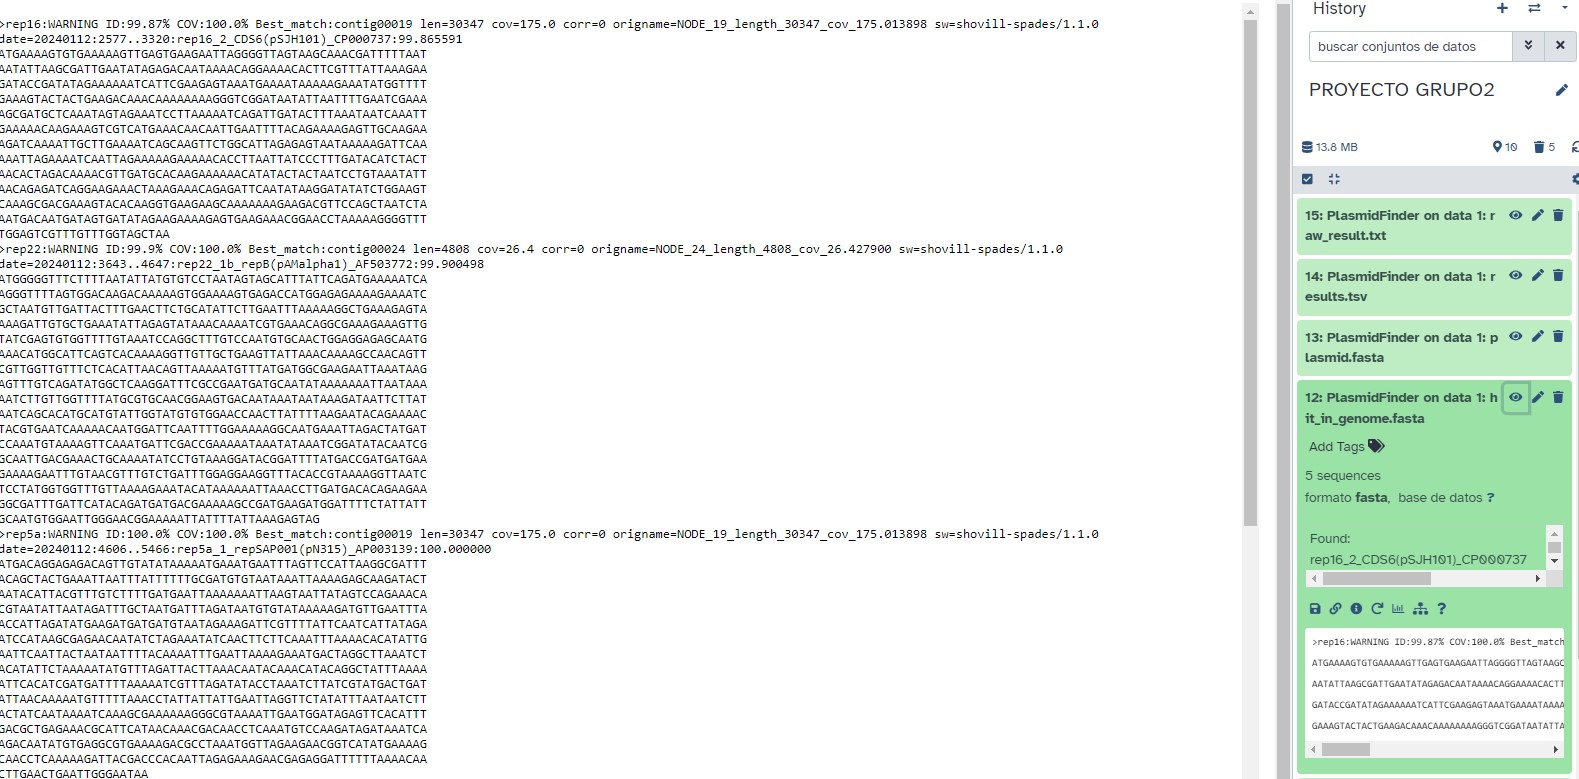 >rep16:WARNING ID:99.87% COV:100.0% Best_match:contig00019 len=30347 cov=175.0 corr=0 origname=NODE_19_length_30347_cov_175.013898 sw=shovill-spades/1.1.0
date=20240112:2577..3320:rep16_2_CDS6(pSJH101)_CP000737:99.865591
ATGAAAAGTGTGAAAAAGTTGAGTGAAGAATTAGGGGTTAGTAAGCAAACGATTTTTAAT
AATATTAAGCGATTGAATATAGAGACAATAAAACAGGAAAACACTTCGTTTATTAAAGAA
GATACCGATATAGAAAAAATCATTCGAAGAGTAAATGAAAATAAAAAGAAATATGGTTTT
GAAAGTACTACTGAAGACAAACAAAAAAAAGGGTCGGATAATATTAATTTTGAATCGAAA
AGCGATGCTCAAATAGTAGAAATCCTTAAAAATCAGATTGATACTTTAAATAATCAAATT
GAAAAACAAGAAAGTCGTCATGAAACAACAATTGAATTTTACAGAAAAGAGTTGCAAGAA
AGATCAAAATTGCTTGAAAATCAGCAAGTTCTGGCATTAGAGAGTAATAAAAAGATTCAA
AAATTAGAAAATCAATTAGAAAAAGAAAAACACCTTAATTATCCCTTTGATACATCTACT
AACACTAGACAAAACGTTGATGCACAAGAAAAAACATATACTACTAATCCTGTAAATATT
AACAGAGATCAGGAAGAAACTAAAGAAACAGAGATTCAATATAAGGATATATCTGGAAGT
CAAAGCGACGAAAGTACACAAGGTGAAGAAGCAAAAAAAGAAGACGTTCCAGCTAATCTA
AATGACAATGATAGTGATATAGAAGAAAAGAGTGAAGAAACGGAACCTAAAAAGGGGTTT
TGGAGTCGTTTGTTTGGTAGCTAA
>rep22:WARNING ID:99.9% COV:100.0% Best_match:contig00024 len=4808 cov=26.4 corr=0 origname=NODE_24_length_4808_cov_26.427900 sw=shovill-spades/1.1.0
date=20240112:3643..4647:rep22_1b_repB(pAMalpha1)_AF503772:99.900498
ATGGGGGTTTCTTTTAATATTATGTGTCCTAATAGTAGCATTTATTCAGATGAAAAATCA
AGGGTTTTAGTGGACAAGACAAAAAGTGGAAAAGTGAGACCATGGAGAGAAAAGAAAATC
GCTAATGTTGATTACTTTGAACTTCTGCATATTCTTGAATTTAAAAAGGCTGAAAGAGTA
AAAGATTGTGCTGAAATATTAGAGTATAAACAAAATCGTGAAACAGGCGAAAGAAAGTTG
TATCGAGTGTGGTTTTGTAAATCCAGGCTTTGTCCAATGTGCAACTGGAGGAGAGCAATG
AAACATGGCATTCAGTCACAAAAGGTTGTTGCTGAAGTTATTAAACAAAAGCCAACAGTT
CGTTGGTTGTTTCTCACATTAACAGTTAAAAATGTTTATGATGGCGAAGAATTAAATAAG
AGTTTGTCAGATATGGCTCAAGGATTTCGCCGAATGATGCAATATAAAAAAATTAATAAA
AATCTTGTTGGTTTTATGCGTGCAACGGAAGTGACAATAAATAATAAAGATAATTCTTAT
AATCAGCACATGCATGTATTGGTATGTGTGGAACCAACTTATTTTAAGAATACAGAAAAC
TACGTGAATCAAAAACAATGGATTCAATTTTGGAAAAAGGCAATGAAATTAGACTATGAT
CCAAATGTAAAAGTTCAAATGATTCGACCGAAAAATAAATATAAATCGGATATACAATCG
GCAATTGACGAAACTGCAAAATATCCTGTAAAGGATACGGATTTTATGACCGATGATGAA
GAAAAGAATTTGTAACGTTTGTCTGATTTGGAGGAAGGTTTACACCGTAAAAGGTTAATC
TCCTATGGTGGTTTGTTAAAAGAAATACATAAAAAATTAAACCTTGATGACACAGAAGAA
GGCGATTTGATTCATACAGATGATGACGAAAAAGCCGATGAAGATGGATTTTCTATTATT
GCAATGTGGAATTGGGAACGGAAAAATTATTTTATTAAAGAGTAG
>rep5a:WARNING ID:100.0% COV:100.0% Best_match:contig00019 len=30347 cov=175.0 corr=0 origname=NODE_19_length_30347_cov_175.013898 sw=shovill-spades/1.1.0
date=20240112:4606..5466:rep5a_1_repSAP001(pN315)_AP003139:100.000000
ATGACAGGAGAGACAGTTGTATATAAAAATGAAATGAATTTAGTTCCATTAAGGCGATTT
ACAGCTACTGAAATTAATTTATTTTTTGCGATGTGTAATAAATTAAAAGAGCAAGATACT
AATACATTACGTTTGTCTTTTGATGAATTAAAAAAATTAAGTAATTATAGTCCAGAAACA
CGTAATATTAATAGATTTGCTAATGATTTAGATAATGTGTATAAAAAGATGTTGAATTTA
ACCATTAGATATGAAGATGATGATGTAATAGAAAGATTCGTTTTATTCAATCATTATAGA
ATCCATAAGCGAGAACAATATCTAGAAATATCAACTTCTTCAAATTTAAAACACATATTG
AATTCAATTACTAATAATTTTACAAAATTTGAATTAAAAGAAATGACTAGGCTTAAATCT
ACATATTCTAAAAATATGTTTAGATTACTTAAACAATACAAACATACAGGCTATTTAAAA
ATTCACATCGATGATTTTAAAAATCGTTTAGATATACCTAAATCTTATCGTATGACTGAT
ATTAACAAAAATGTTTTTAAACCTATTATTATTGAATTAGGTTCTATATTTAATAATCTT
ACTATCAATAAAATCAAAGCGAAAAAAGGGCGTAAAATTGAATGGATAGAGTTCACATTT
GACGCTGAGAAACGCATTCATAACAAACGACAACCTCAAATGTCCAAGATAGATAAATCA
AGACAATATGTGAGGCGTGAAAAGACGCCTAAATGGTTAGAAGAACGGTCATATGAAAAG
CAACCTCAAAAAGATTACGACCCACAATTAGAGAAAGAACGAGAGGATTTTTTAAAACAA
CTTGAACTGAATTGGGAATAA
History
buscar conjuntos de datos
PROYECTO GRUPO2
13.8 MB
10
5
15: PlasmidFinder on data 1: r
aw_result.txt
14: PlasmidFinder on data 1: r
esults.tsv
13: PlasmidFinder on data 1: p
lasmid.fasta
12: PlasmidFinder on data 1: h
it_in_genome.fasta
Add Tags
5 sequences
formato fasta, base de datos ?
Found:
rep16_2_CDS6(pSJH101)_CP000737
>rep16:WARNING ID:99.87% COV:100.0% Best_match
ATGAAAAGTGTGAAAAAGTTGAGTGAAGAATTAGGGGTTAGTAAGC
AATATTAAGCGATTGAATATAGAGACAATAAAACAGGAAAACACTT
GATACCGATATAGAAAAAATCATTCGAAGAGTAAATGAAAATAAAA
GAAAGTACTACTGAAGACAAACAAAAAAAAGGGTCGGATAATATTA